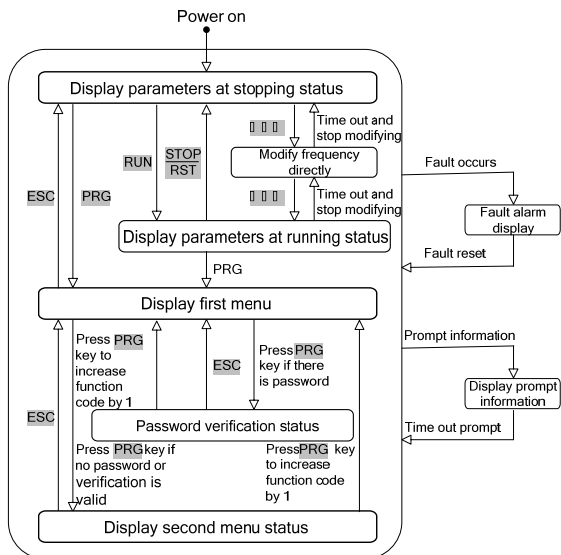 Power on
Display parameters at stopping status
Time out and
stop modifying
RUN
STOP
RST
Modify frequency
directly
Fault occurs
ESC
PRG
Time out and
stop modifying
Fault alarm
display
Display parameters at running status
Fault reset
PRG
Display first menu
Press PRG
key to
increase
function
code by 1
ESC
Press PRG
key if there
is password
Prompt information
Display prompt
information
ESC
Password verification status
Time out prompt
Press PRG key if
no password or
verification is
valid
Press PRG key
to increase
function code
by 1
Display second menu status